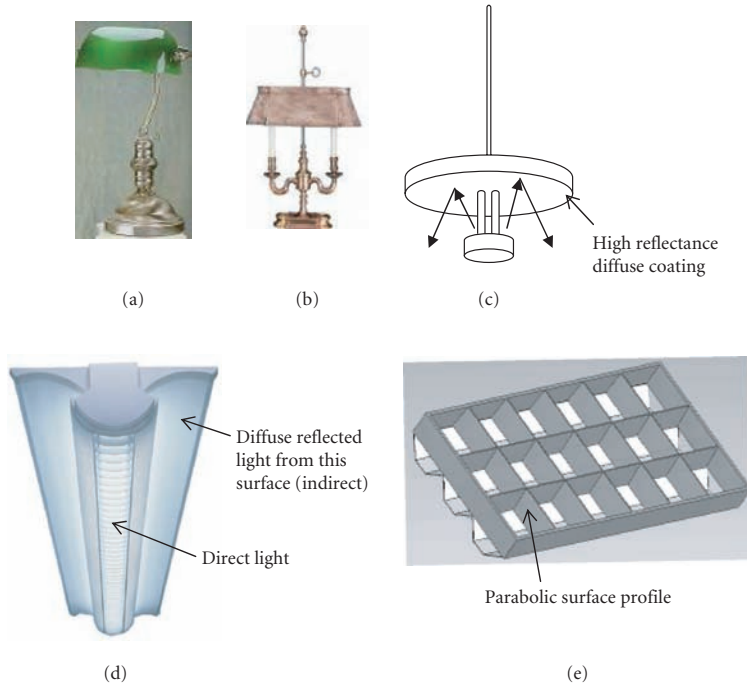 (a)
(b)
(c)
High reflectance
diffuse coating
Diffuse reflected
light from this
surface (indirect)
Direct light
Parabolic surface profile
(d)
(e)